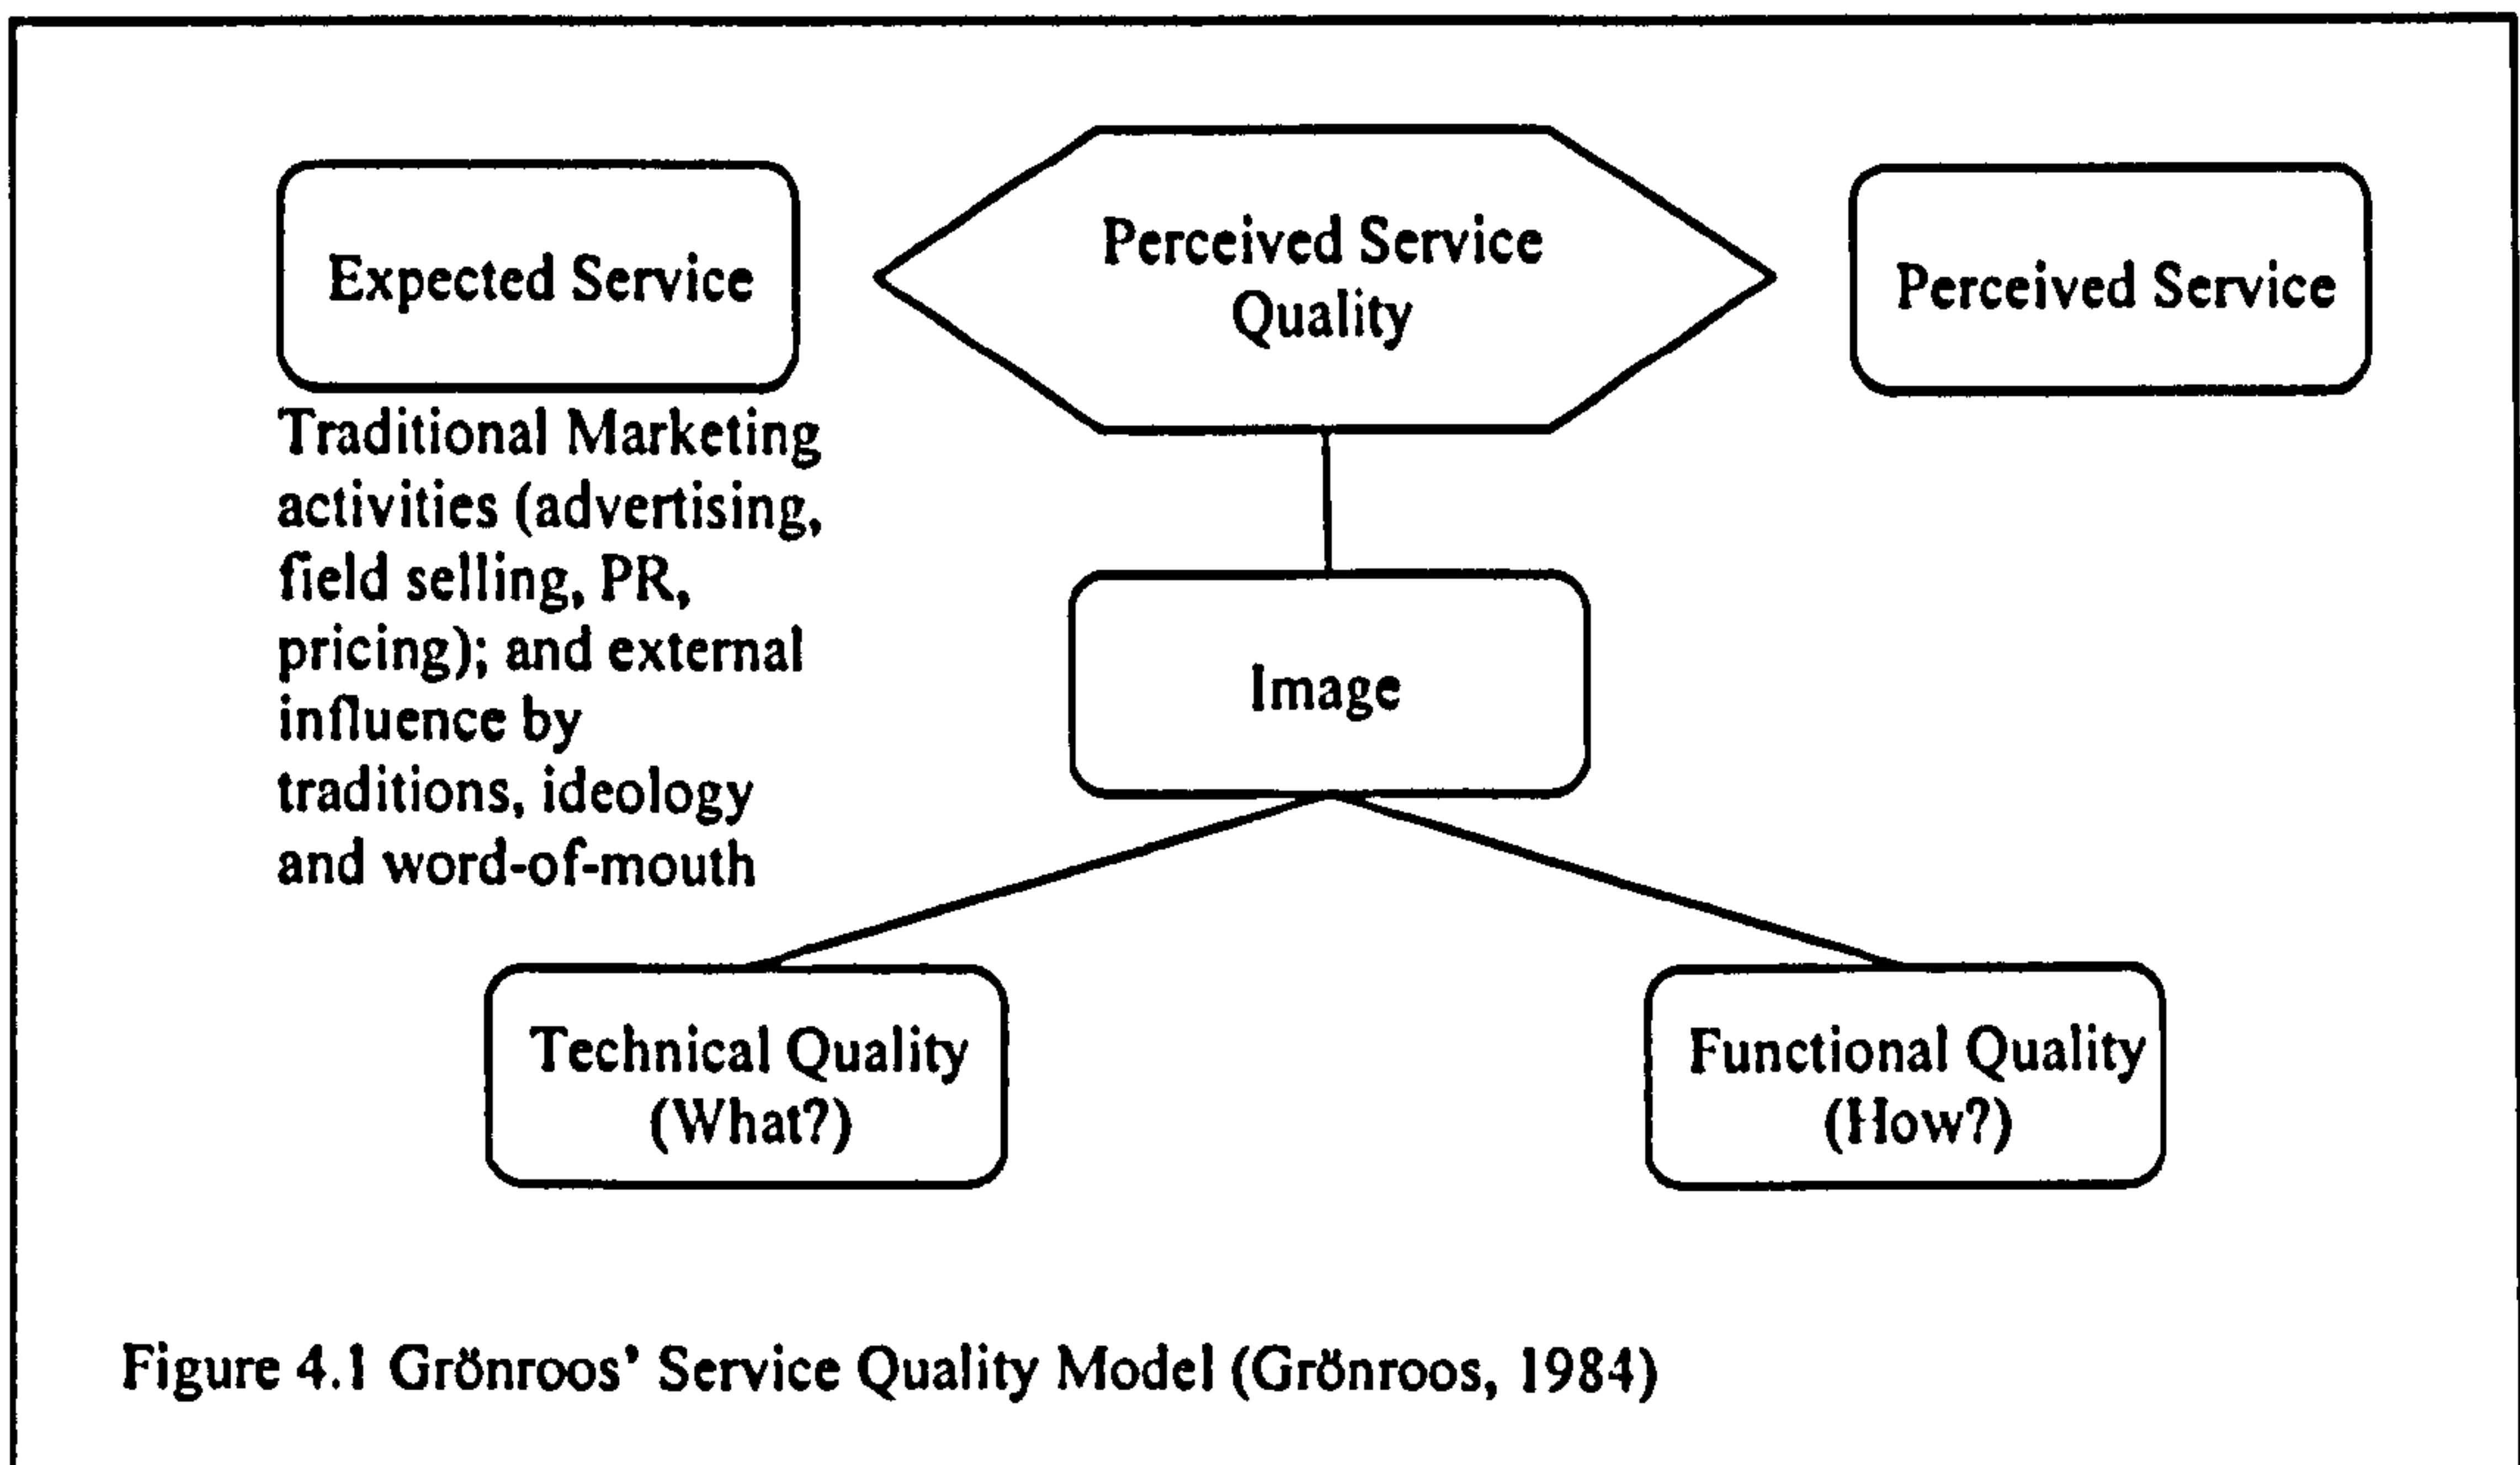 Expected Service
Perceived Service
Quality
Perceived Service
Traditional Marketing
activities (advertising,
field selling, PR,
pricing); and external
influence by
traditions, ideology
and word-of-mouth
Image
Technical Quality
(What?)
Functional Quality
(How?)
Figure 4.1 Grönroos' Service Quality Model (Grönroos, 1984)